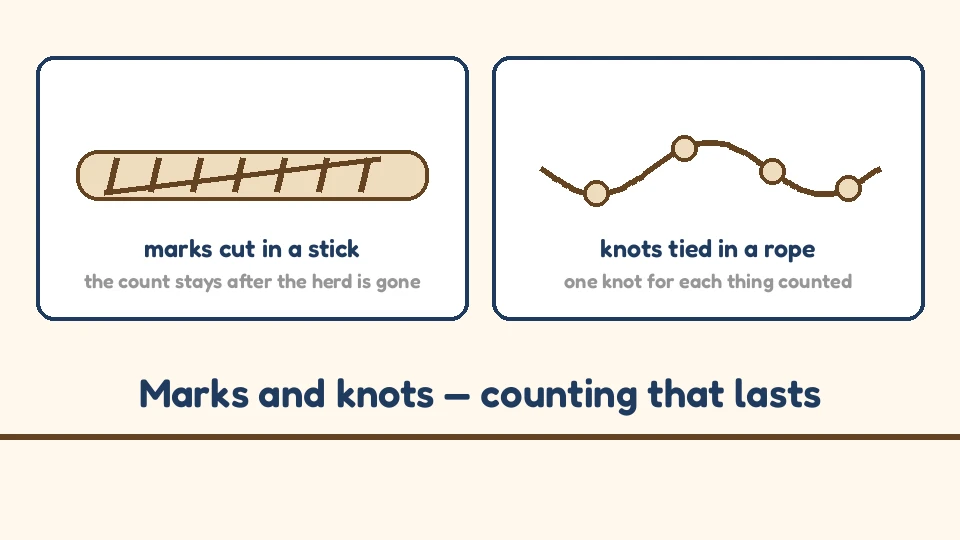 marks cut in a stick
the count stays after the herd is gone
knots tied in a rope
one knot for each thing counted
Marks and knots — counting that lasts